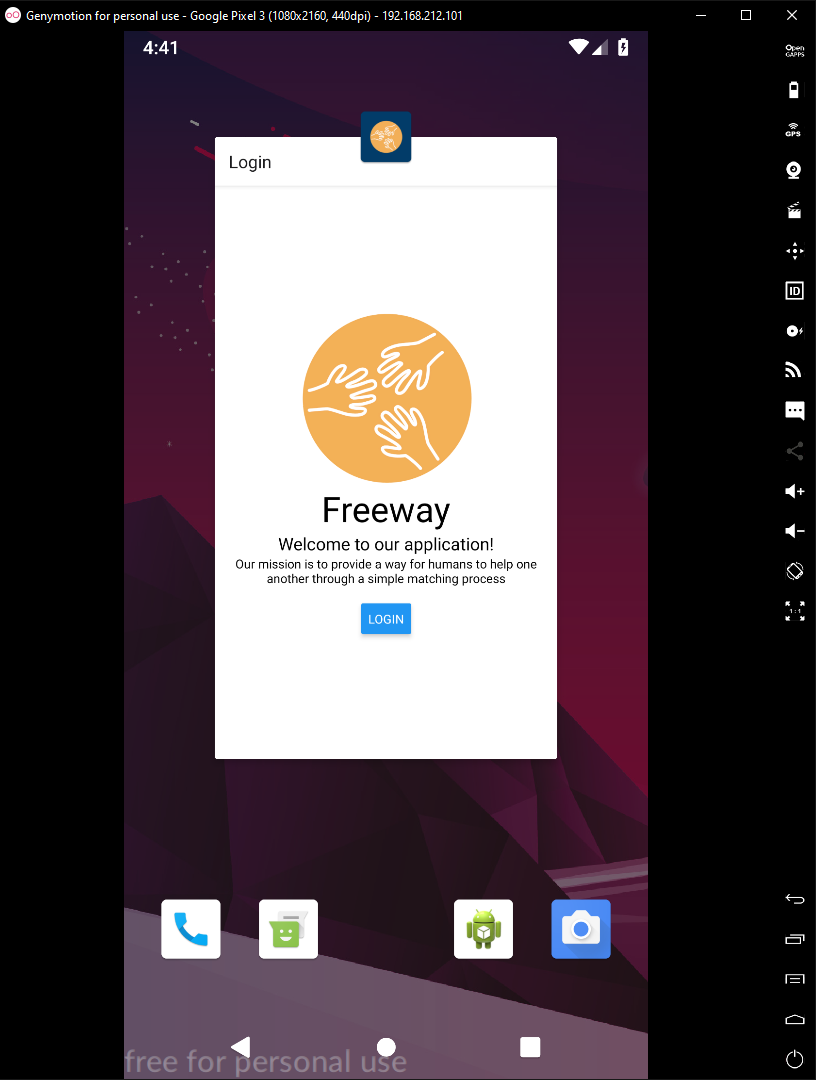 Genymotion for personal use - Google Pixel 3 (1080x2160, 440dpi) - 192.168.212.101
4:41
Open
GAPPS
GPS
Login
ID
Freeway
Welcome to our application!
Our mission is to provide a way for humans to help one
another through a simple matching process
1:1
LOGIN
free for personal use